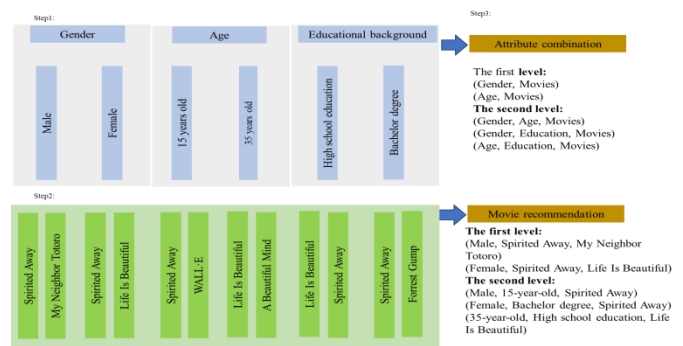 Step1:
Step3:
Gender
Age
Educational background
Attribute combination
Male
Female
15 years old
35 years old
High school education
Bachelor degree
The first level:
(Gender, Movies)
(Age, Movies)
The second level:
(Gender, Age, Movies)
(Gender, Education, Movies)
(Age, Education, Movies)
Step2:
Spirited Away
My Neighbor Totoro
Spirited Away
Life Is Beautiful
Spirited Away
WALL·E
Life Is Beautiful
A Beautiful Mind
Life Is Beautiful
Spirited Away
Spirited Away
Forrest Gump
Movie recommendation
The first level:
(Male, Spirited Away, My Neighbor
Totoro)
(Female, Spirited Away, Life Is Beautiful)
The second level:
(Male, 15-year-old, Spirited Away)
(Female, Bachelor degree, Spirited Away)
(35-year-old, High school education, Life
Is Beautiful)